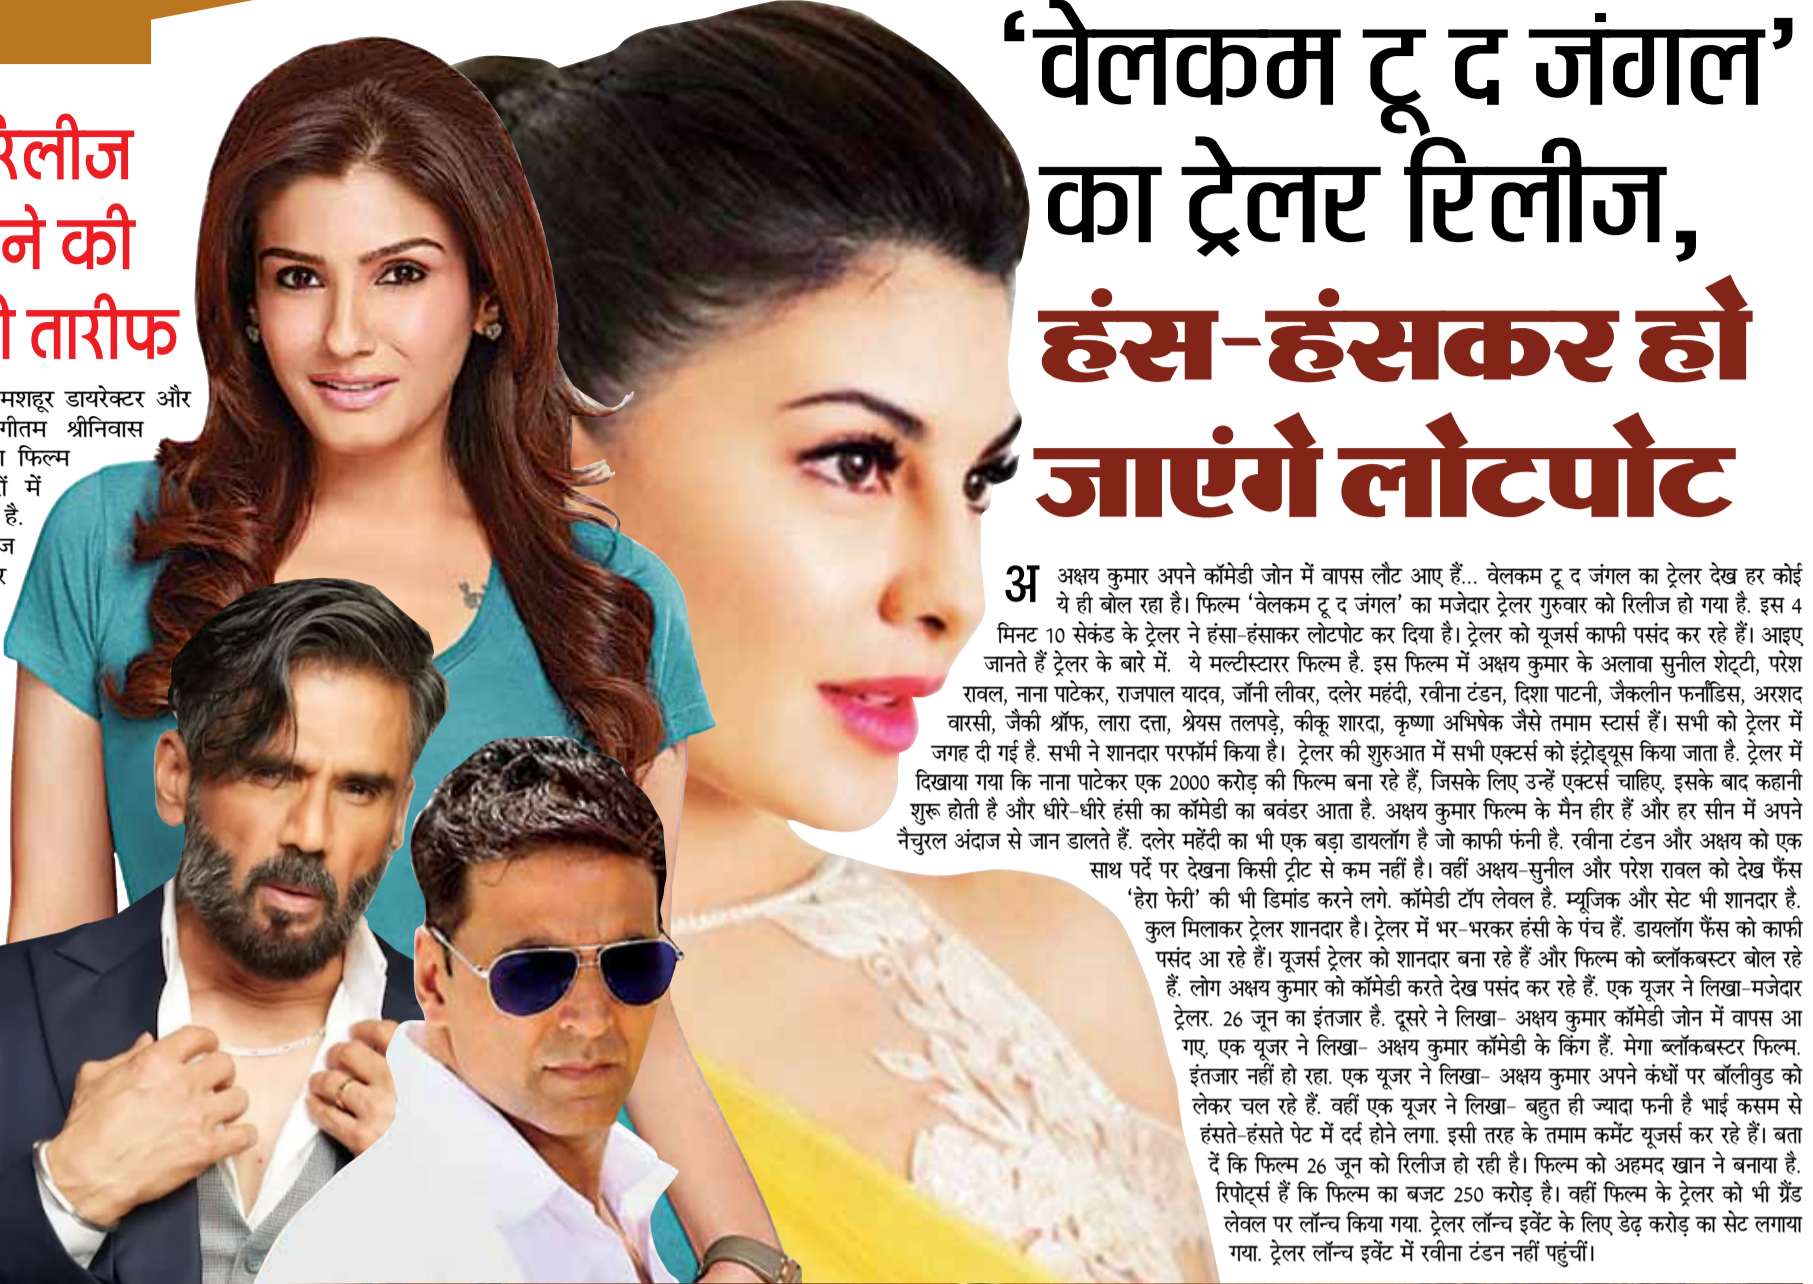 रिलीज
ने की
तारीफ
मशहूर डायरेक्टर और
गीतम श्रीनिवास
फिल्म
में
है.
‘वेलकम टू द जंगल’
का ट्रेलर रिलीज,
हंस-हंसकर हो
जाएंगे लोटपोट
अ अक्षय कुमार अपने कॉमेडी जोन में वापस लौट आए हैं... वेलकम टू द जंगल का ट्रेलर देख हर कोई
ये ही बोल रहा है। फिल्म ‘वेलकम टू द जंगल’ का मजेदार ट्रेलर गुरुवार को रिलीज हो गया है. इस 4
मिनट 10 सेकंड के ट्रेलर ने हंसा-हंसाकर लोटपोट कर दिया है। ट्रेलर को यूजर्स काफी पसंद कर रहे हैं। आइए
जानते हैं ट्रेलर के बारे में. ये मल्टीस्टारर फिल्म है. इस फिल्म में अक्षय कुमार के अलावा सुनील शेट्टी, परेश
रावल, नाना पाटेकर, राजपाल यादव, जॉनी लीवर, दलेर महंदी, रवीना टंडन, दिशा पाटनी, जैकलीन फर्नांडिस, अरशद
वारसी, जैकी श्रॉफ, लारा दत्ता, श्रेयस तलपड़े, कीकू शारदा, कृष्णा अभिषेक जैसे तमाम स्टार्स हैं। सभी को ट्रेलर में
जगह दी गई है. सभी ने शानदार परफॉर्म किया है। ट्रेलर की शुरुआत में सभी एक्टर्स को इंट्रोड्यूस किया जाता है. ट्रेलर में
दिखाया गया कि नाना पाटेकर एक 2000 करोड़ की फिल्म बना रहे हैं, जिसके लिए उन्हें एक्टर्स चाहिए. इसके बाद कहानी
शुरू होती है और धीरे-धीरे हंसी का कॉमेडी का बवंडर आता है. अक्षय कुमार फिल्म के मैन हीर हैं और हर सीन में अपने
नैचुरल अंदाज से जान डालते हैं. दलेर महेंदी का भी एक बड़ा डायलॉग है जो काफी फंनी है. रवीना टंडन और अक्षय को एक
साथ पर्दे पर देखना किसी ट्रीट से कम नहीं है। वहीं अक्षय-सुनील और परेश रावल को देख फैंस
‘हेरा फेरी’ की भी डिमांड करने लगे. कॉमेडी टॉप लेवल है. म्यूजिक और सेट भी शानदार है.
कुल मिलाकर ट्रेलर शानदार है। ट्रेलर में भर-भरकर हंसी के पंच हैं. डायलॉग फैंस को काफी
पसंद आ रहे हैं। यूजर्स ट्रेलर को शानदार बना रहे हैं और फिल्म को ब्लॉकबस्टर बोल रहे
हैं. लोग अक्षय कुमार को कॉमेडी करते देख पसंद कर रहे हैं. एक यूजर ने लिखा-मजेदार
ट्रेलर. 26 जून का इंतजार है. दूसरे ने लिखा- अक्षय कुमार कॉमेडी जोन में वापस आ
गए. एक यूजर ने लिखा- अक्षय कुमार कॉमेडी के किंग हैं. मेगा ब्लॉकबस्टर फिल्म.
इंतजार नहीं हो रहा. एक यूजर ने लिखा- अक्षय कुमार अपने कंधों पर बॉलीवुड को
लेकर चल रहे हैं. वहीं एक यूजर ने लिखा- बहुत ही ज्यादा फनी है भाई कसम से
हंसते-हंसते पेट में दर्द होने लगा. इसी तरह के तमाम कमेंट यूजर्स कर रहे हैं। बता
दें कि फिल्म 26 जून को रिलीज हो रही है। फिल्म को अहमद खान ने बनाया है.
रिपोर्ट्स हैं कि फिल्म का बजट 250 करोड़ है। वहीं फिल्म के ट्रेलर को भी ग्रैंड
लेवल पर लॉन्च किया गया. ट्रेलर लॉन्च इवेंट के लिए डेढ़ करोड़ का सेट लगाया
गया. ट्रेलर लॉन्च इवेंट में रवीना टंडन नहीं पहुंचीं।